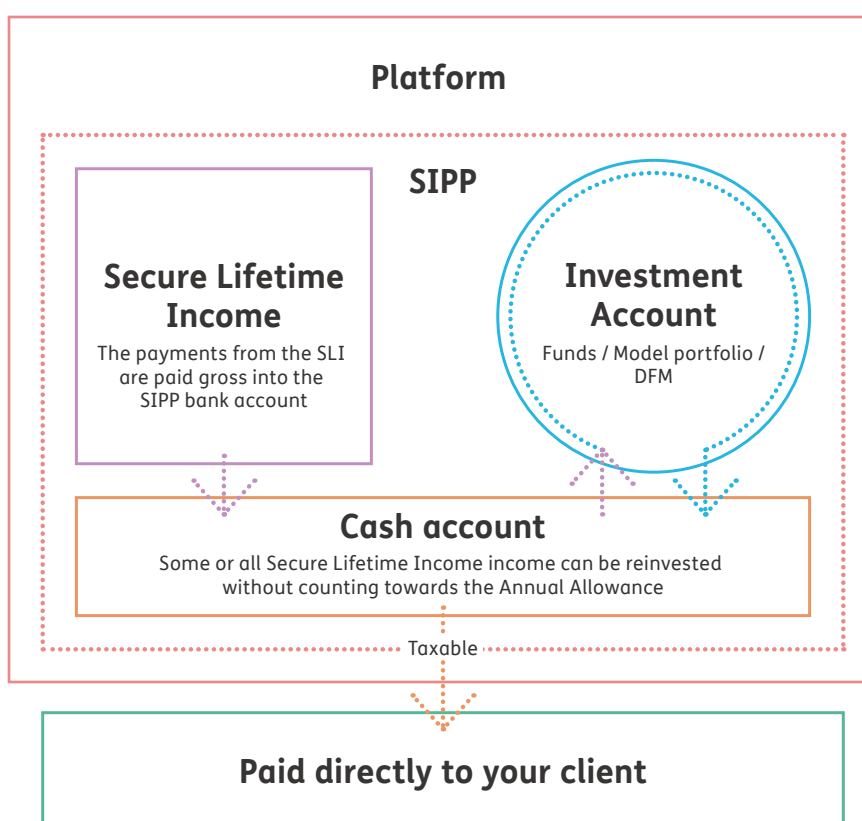 Platform
SIPP
Secure Lifetime
Income
The payments from the SLI
are paid gross into the
SIPP bank account
Investment
Account
Funds / Model portfolio /
DFM
Cash account
Some or all Secure Lifetime Income income can be reinvested
without counting towards the Annual Allowance
Taxable
Paid directly to your client